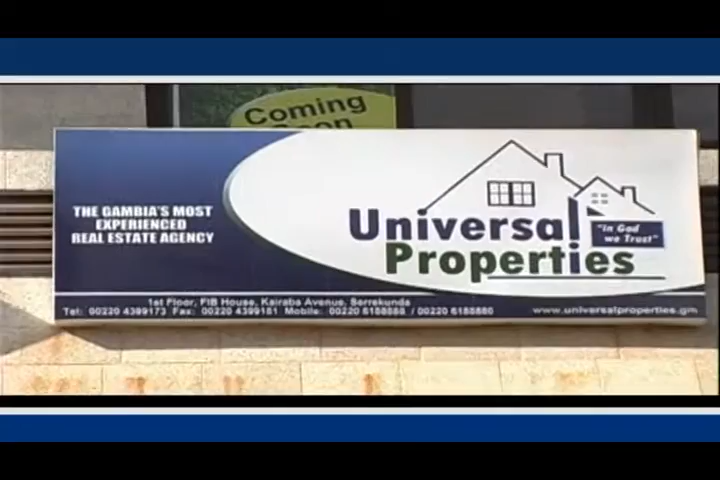 Coming
Soon
THE GAMBIA'S MOST
EXPERIENCED
REAL ESTATE AGENCY
Universal
Properties
"In God
we Trust"
1st Floor, FIB House, Kairaba Avenue, Serrekunda
Tel: 00220 4399173 Fax: 00220 4399181 Mobile: 00220 6188888 / 00220 6188880
www.universalproperties.gm